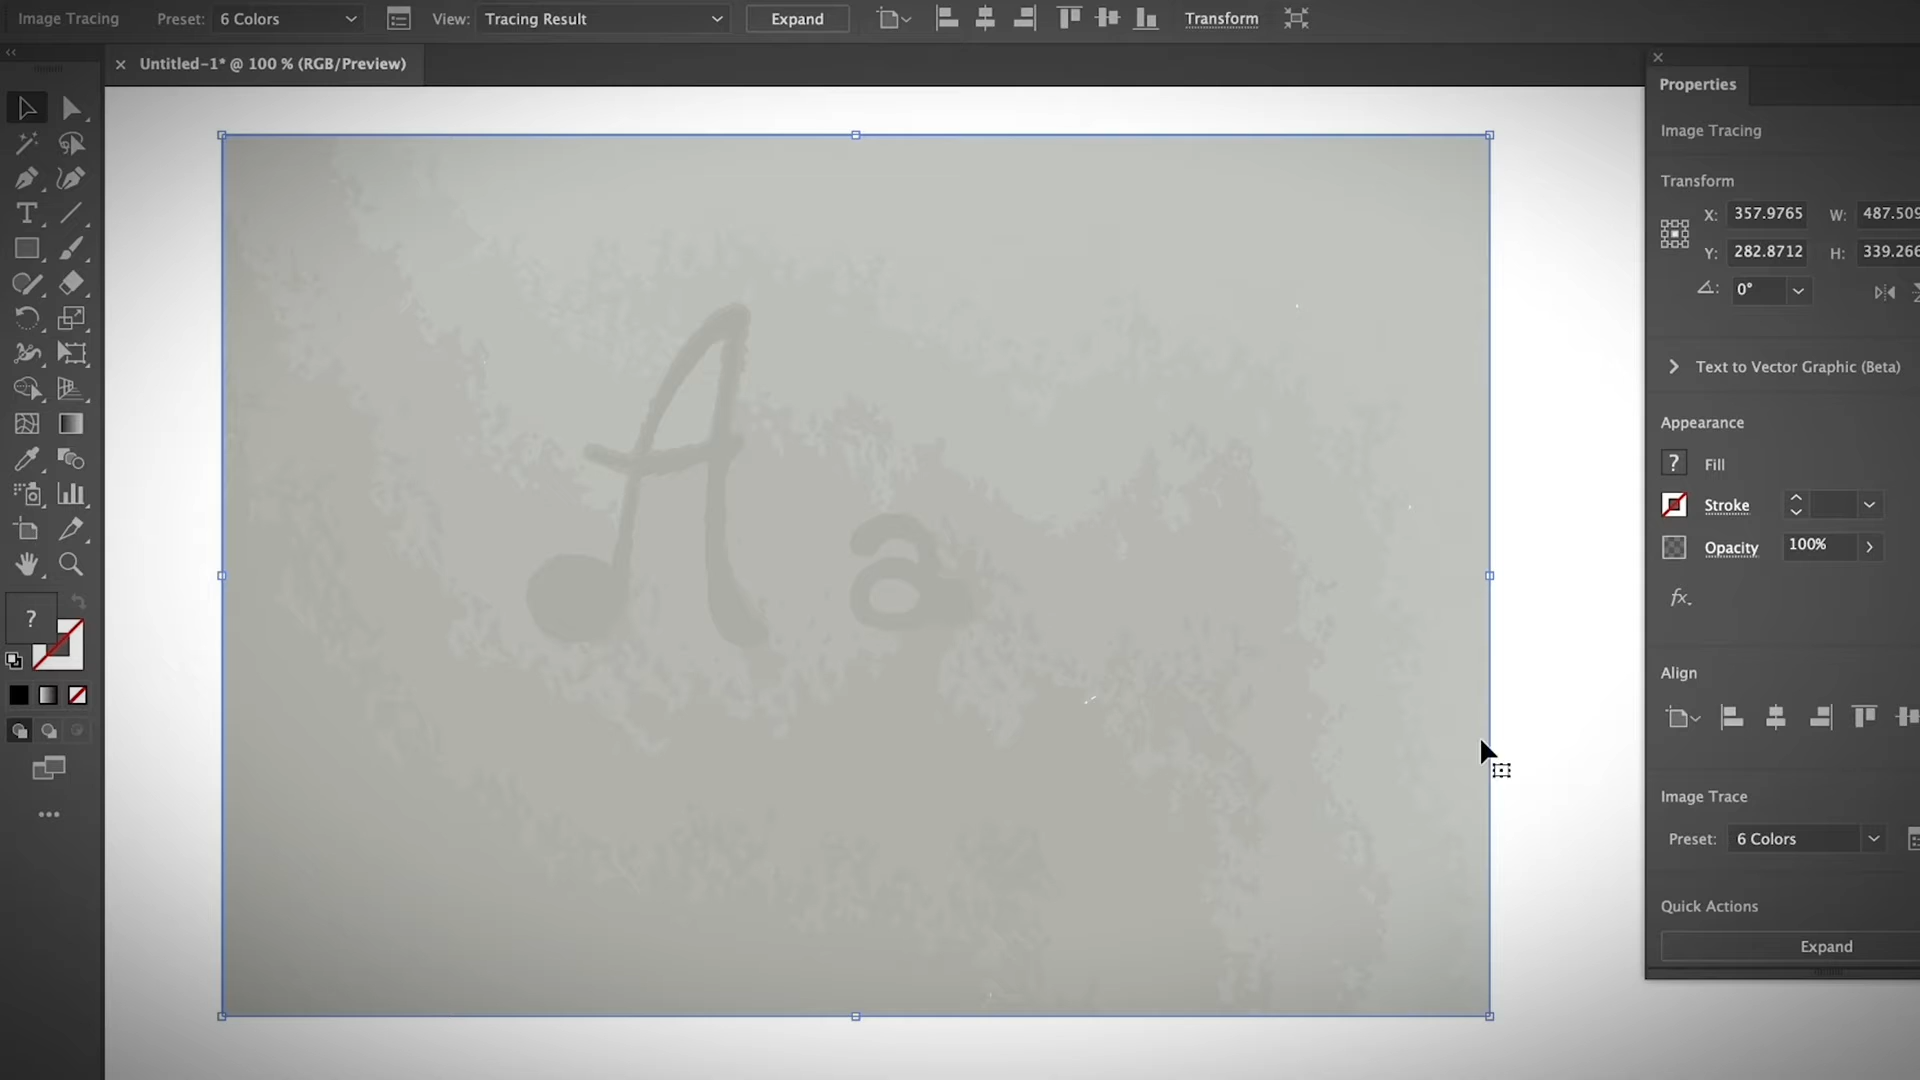 Image Tracing Preset: 6 Colors View: Tracing Result Expand Transform
Untitled-1* @ 100 % (RGB/Preview)
Properties
Image Tracing
Transform
X: 357.9765 W: 487.509
Y: 282.8712 H: 339.266
0°
Text to Vector Graphic (Beta)
Appearance
? Fill
Stroke
Opacity 100%
fx.
Align
Image Trace
Preset: 6 Colors
Quick Actions
Expand
A a
?